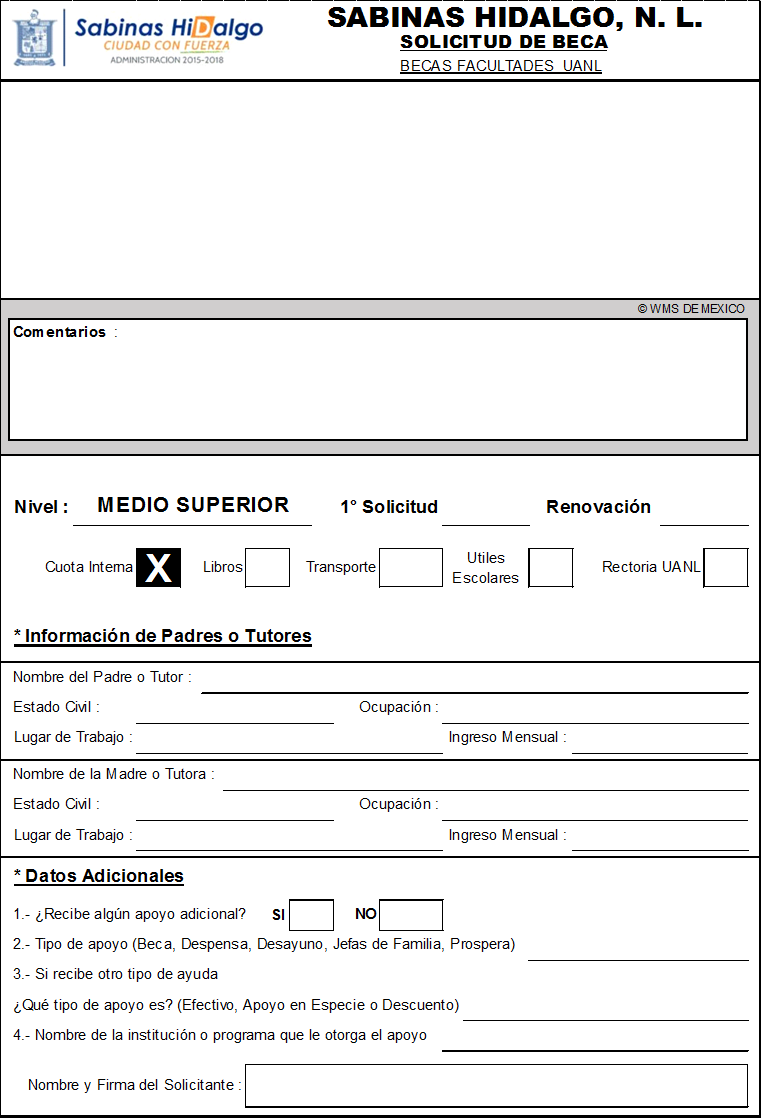 Sabinas HiDalgo
CIUDAD CON FUERZA
ADMINISTRACION 2015-2018
SABINAS HIDALGO, N. L.
SOLICITUD DE BECA
BECAS FACULTADES UANL
© WMS DE MEXICO
Comentarios :
Nivel : MEDIO SUPERIOR 1° Solicitud Renovación
Cuota Interna X Libros Transporte Utiles Escolares Rectoria UANL
* Información de Padres o Tutores
Nombre del Padre o Tutor :
Estado Civil : Ocupación :
Lugar de Trabajo : Ingreso Mensual :
Nombre de la Madre o Tutora :
Estado Civil : Ocupación :
Lugar de Trabajo : Ingreso Mensual :
* Datos Adicionales
1.- ¿Recibe algún apoyo adicional? SI NO
2.- Tipo de apoyo (Beca, Despensa, Desayuno, Jefas de Familia, Prospera)
3.- Si recibe otro tipo de ayuda
¿Qué tipo de apoyo es? (Efectivo, Apoyo en Especie o Descuento)
4.- Nombre de la institución o programa que le otorga el apoyo
Nombre y Firma del Solicitante :